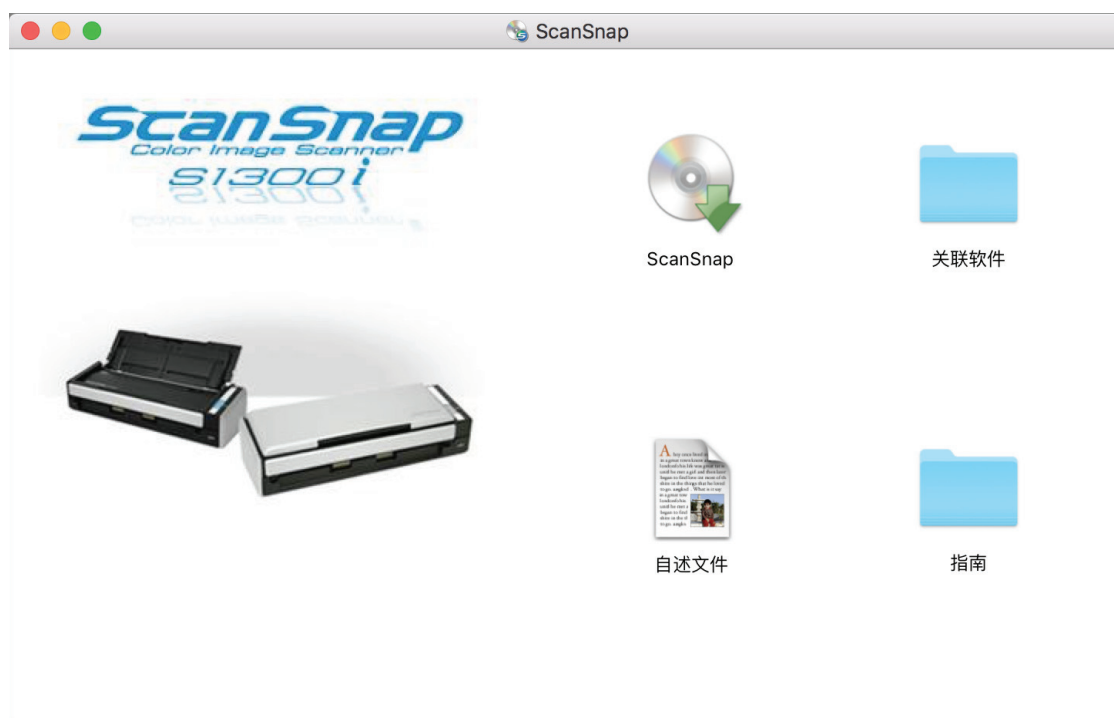 ScanSnap
ScanSnap
Color Image Scanner
S1300i
ScanSnap
关联软件
自述文件
指南